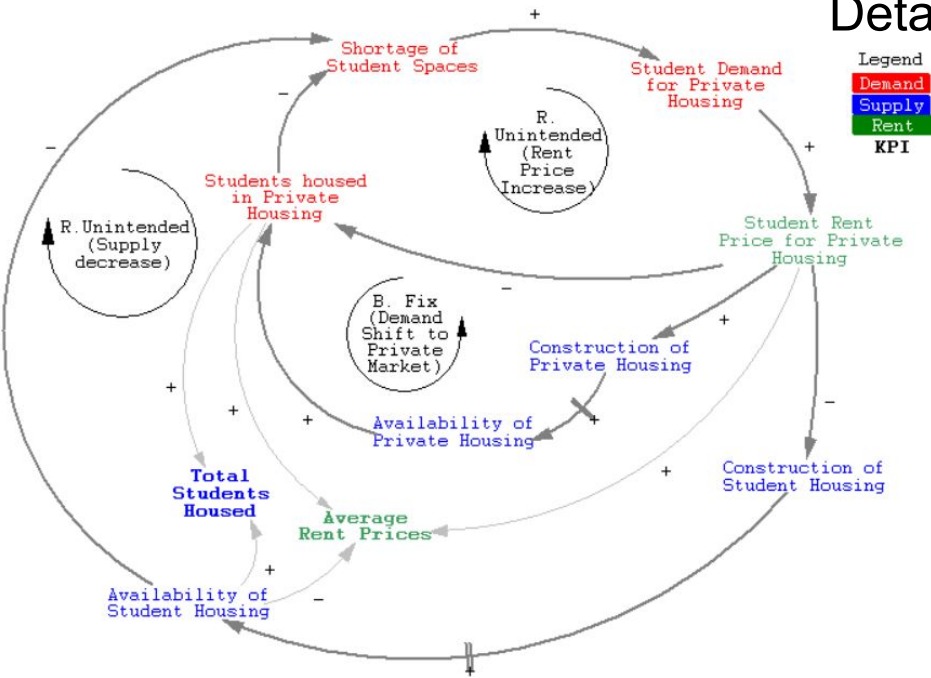 Deta
+
Legend
Demand
Supply
Rent
KPI
Shortage of
Student Spaces
Student Demand
for Private
Housing
−
R.
Unintended
(Rent
Price
Increase)
+
−
Students housed
in Private
Housing
R.Unintended
(Supply
decrease)
Student Rent
Price for Private
Housing
−
B. Fix
(Demand
Shift to
Private
Market)
+
Construction of
Private Housing
+
+
+
+
−
Availability of
Private Housing
+
Construction of
Student Housing
Total
Students
Housed
Average
Rent Prices
+
−
Availability of
Student Housing
+